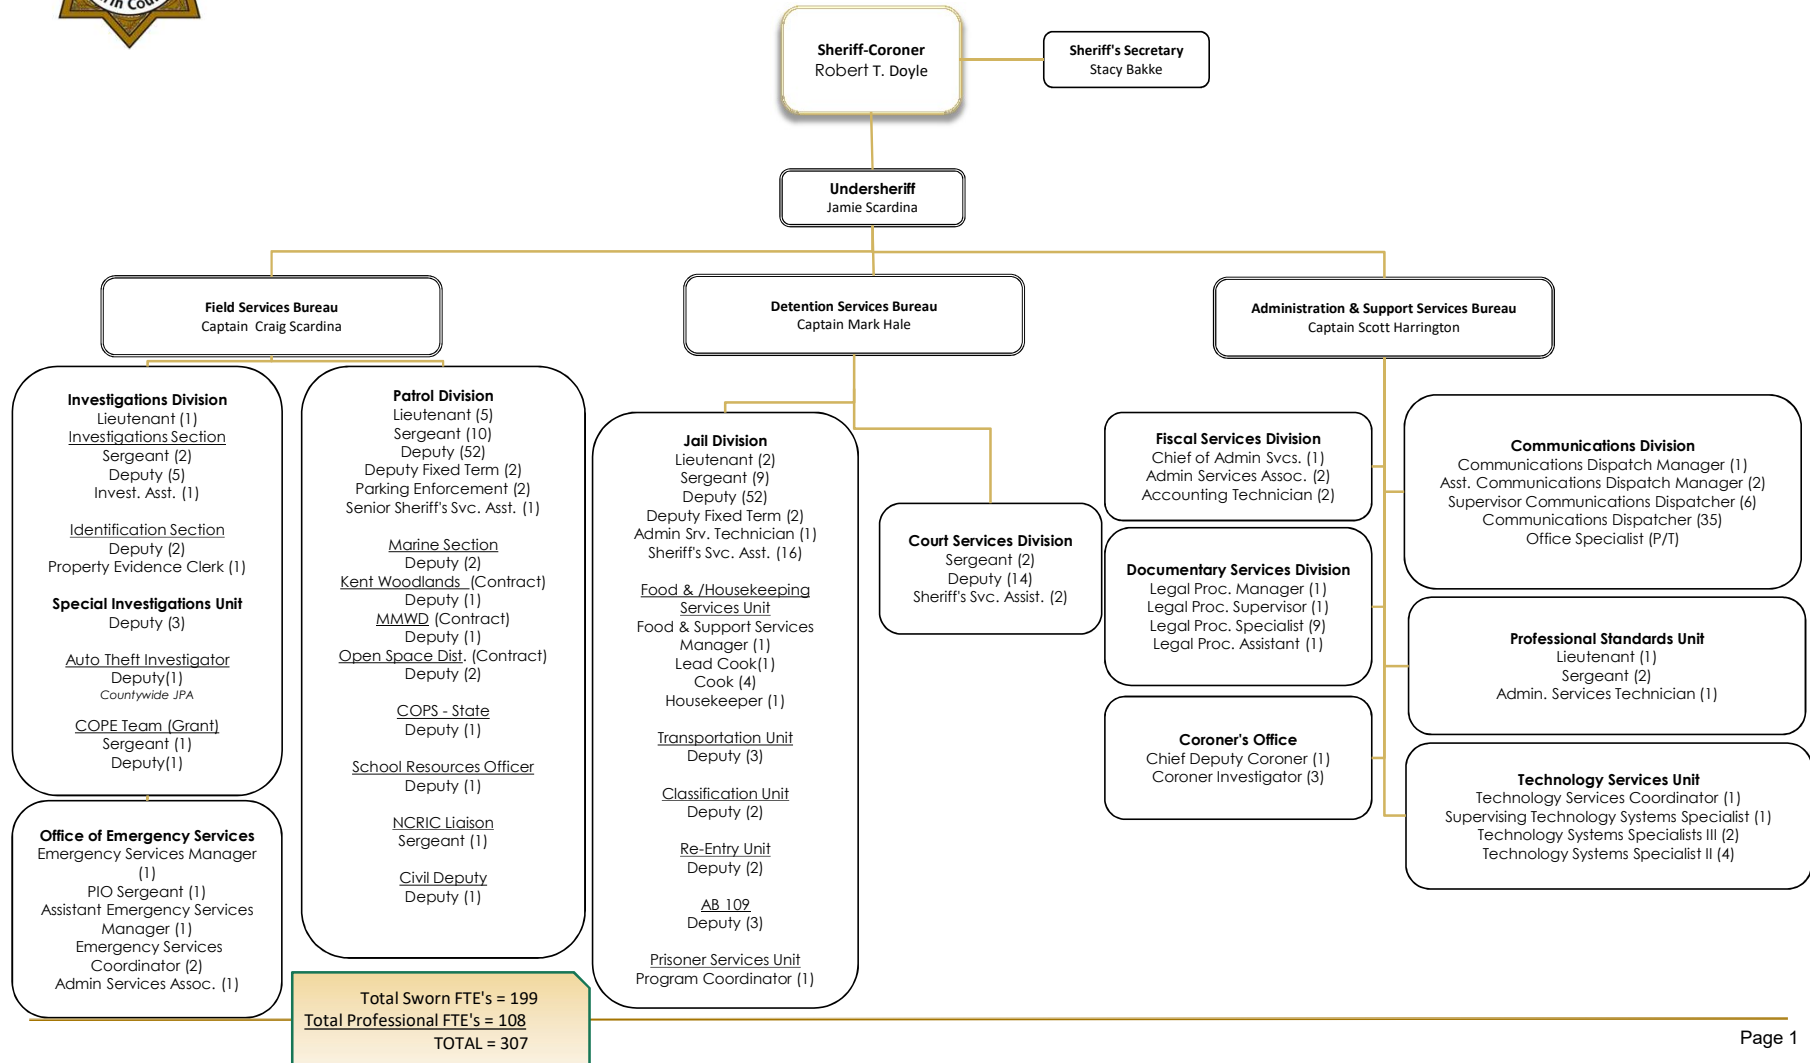 Sheriff-Coroner
Robert T. Doyle
Sheriff's Secretary
Stacy Bakke
Undersheriff
Jamie Scardina
Field Services Bureau
Captain Craig Scardina
Detention Services Bureau
Captain Mark Hale
Administration & Support Services Bureau
Captain Scott Harrington
Investigations Division
Lieutenant (1)
Investigations Section
Sergeant (2)
Deputy (5)
Invest. Asst. (1)
Identification Section
Deputy (2)
Property Evidence Clerk (1)
Special Investigations Unit
Deputy (3)
Auto Theft Investigator
Deputy(1)
Countywide JPA
COPE Team (Grant)
Sergeant (1)
Deputy(1)
Office of Emergency Services
Emergency Services Manager
(1)
PIO Sergeant (1)
Assistant Emergency Services
Manager (1)
Emergency Services
Coordinator (2)
Admin Services Assoc. (1)
Patrol Division
Lieutenant (5)
Sergeant (10)
Deputy (52)
Deputy Fixed Term (2)
Parking Enforcement (2)
Senior Sheriff's Svc. Asst. (1)
Marine Section
Deputy (2)
Kent Woodlands (Contract)
Deputy (1)
MMWD (Contract)
Deputy (1)
Open Space Dist. (Contract)
Deputy (2)
COPS - State
Deputy (1)
School Resources Officer
Deputy (1)
NCRIC Liaison
Sergeant (1)
Civil Deputy
Deputy (1)
Jail Division
Lieutenant (2)
Sergeant (9)
Deputy (52)
Deputy Fixed Term (2)
Admin Srv. Technician (1)
Sheriff's Svc. Asst. (16)
Food & /Housekeeping
Services Unit
Food & Support Services
Manager (1)
Lead Cook(1)
Cook (4)
Housekeeper (1)
Transportation Unit
Deputy (3)
Classification Unit
Deputy (2)
Re-Entry Unit
Deputy (2)
AB 109
Deputy (3)
Prisoner Services Unit
Program Coordinator (1)
Court Services Division
Sergeant (2)
Deputy (14)
Sheriff's Svc. Assist. (2)
Fiscal Services Division
Chief of Admin Svcs. (1)
Admin Services Assoc. (2)
Accounting Technician (2)
Documentary Services Division
Legal Proc. Manager (1)
Legal Proc. Supervisor (1)
Legal Proc. Specialist (9)
Legal Proc. Assistant (1)
Coroner's Office
Chief Deputy Coroner (1)
Coroner Investigator (3)
Communications Division
Communications Dispatch Manager (1)
Asst. Communications Dispatch Manager (2)
Supervisor Communications Dispatcher (6)
Communications Dispatcher (35)
Office Specialist (P/T)
Professional Standards Unit
Lieutenant (1)
Sergeant (2)
Admin. Services Technician (1)
Technology Services Unit
Technology Services Coordinator (1)
Supervising Technology Systems Specialist (1)
Technology Systems Specialists III (2)
Technology Systems Specialist II (4)
Total Sworn FTE's = 199
Total Professional FTE's = 108
TOTAL = 307
Page 1